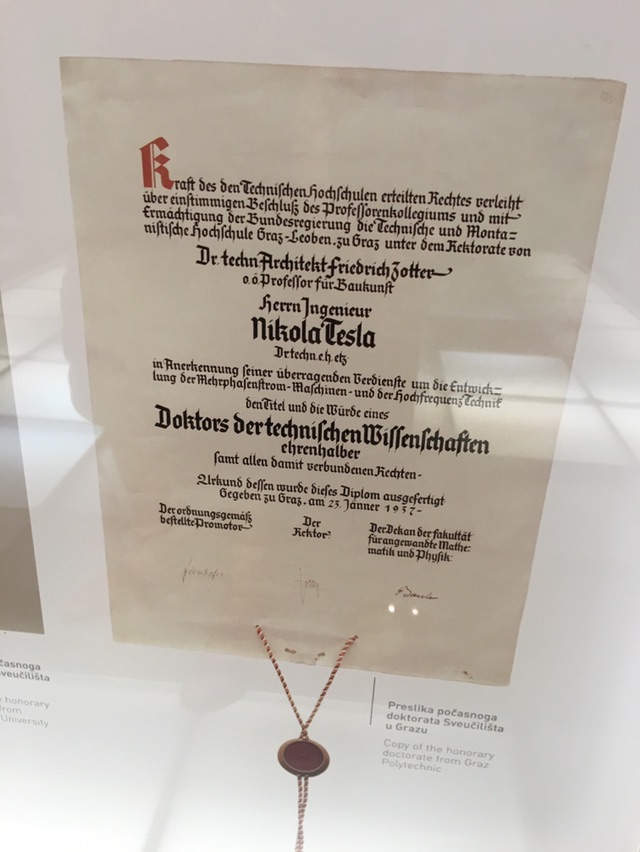 Kraft des den Technischen Hochschulen erteilten Rechtes verleiht
über einstimmigen Beschluß des Professorenkollegiums und mit
Ermächtigung der Bundesregierung die Technische und Monta=
nistische Hochschule Graz-Leoben, zu Graz unter dem Rektorate von
Dr. techn. Architekt Friedrich Zotter
o. ö. Professor für Baukunst
Herrn Ingenieur
Nikola Tesla
Dr. techn. e. h. etz.
in Anerkennung seiner überragenden Verdienste um die Entwick=
lung der Mehrphasenstrom-Maschinen- und der Hochfrequenz Technik
den Titel und die Würde eines
Doktors der technischen Wissenschaften
ehrenhalber
samt allen damit verbundenen Rechten-
Urkund dessen wurde dieses Diplom ausgefertigt
Gegeben zu Graz, am 23. Jänner 1937-
Der ordnungsgemäß
bestellte Promotor
Der
Rektor:
Der Dekan der Fakultät
für angewandte Mathe:
matik und Physik:
počasnoga
Sveučilišta
honorary
from
University
Preslika počasnoga
doktorata Sveučilišta
u Grazu
Copy of the honorary
doctorate from Graz
Polytechnic